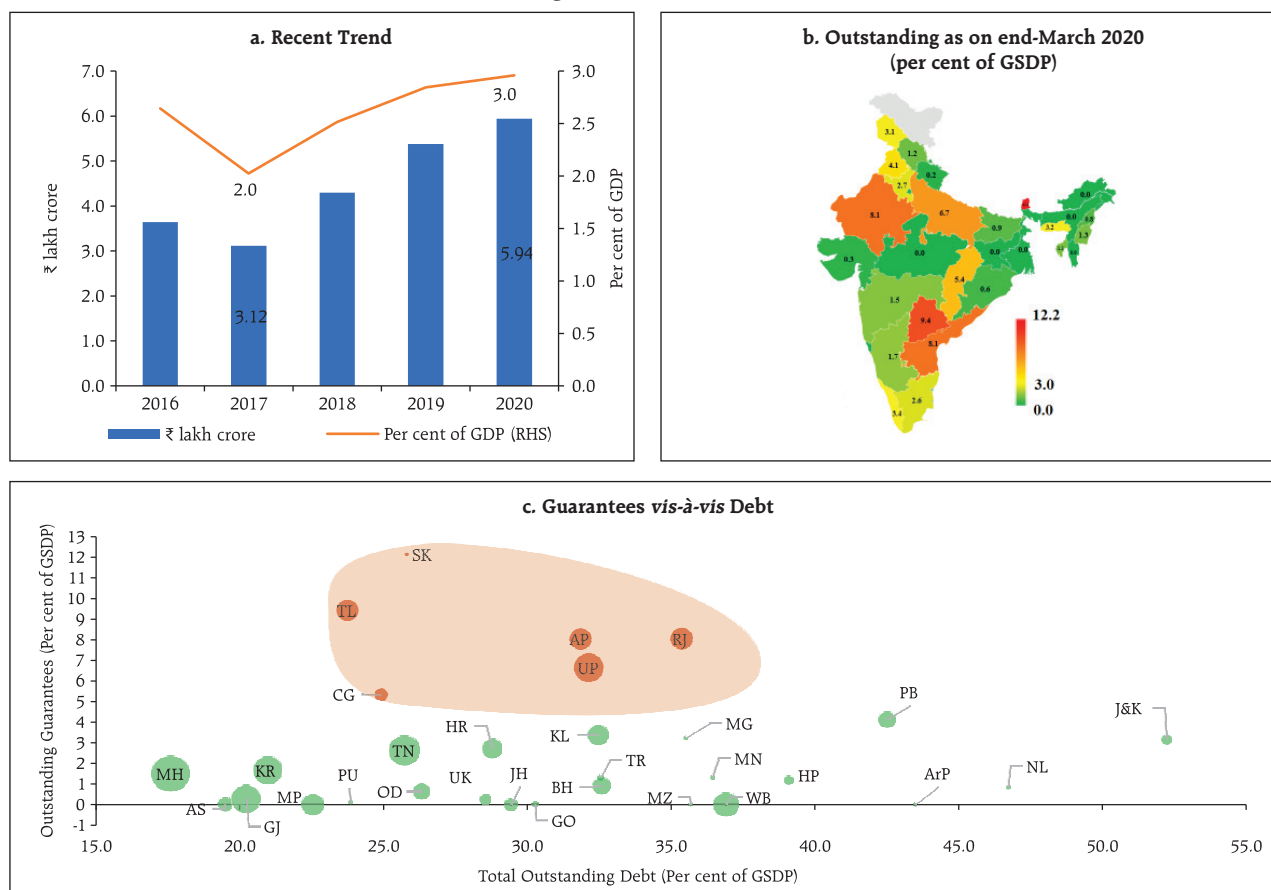 a. Recent Trend
7.0
6.0
5.0
4.0
3.0
2.0
1.0
0.0
₹ lakh crore
3.0
2.5
2.0
1.5
1.0
0.5
0.0
Per cent of GDP
2.0
3.0
3.12
5.94
2016 2017 2018 2019 2020
₹ lakh crore Per cent of GDP (RHS)
b. Outstanding as on end-March 2020
(per cent of GSDP)
3.1
1.2
4.1
0.2
2.7
8.1
6.7
0.9
0.0
0.0
0.8
3.2
1.3
0.3
0.0
0.0
0.0
5.4
0.6
1.5
9.4
8.1
1.7
2.6
3.4
12.2
3.0
0.0
c. Guarantees vis-à-vis Debt
Outstanding Guarantees (Per cent of GSDP)
13
12
11
10
9
8
7
6
5
4
3
2
1
0
-1
SK
TL
AP
RJ
UP
CG
PB
J&K
HR
KL
MG
TN
MH
KR
PU
TR
MN
HP
ArP
NL
UK
JH
BH
OD
MP
AS
GJ
GO
MZ
WB
15.0 20.0 25.0 30.0 35.0 40.0 45.0 50.0 55.0
Total Outstanding Debt (Per cent of GSDP)